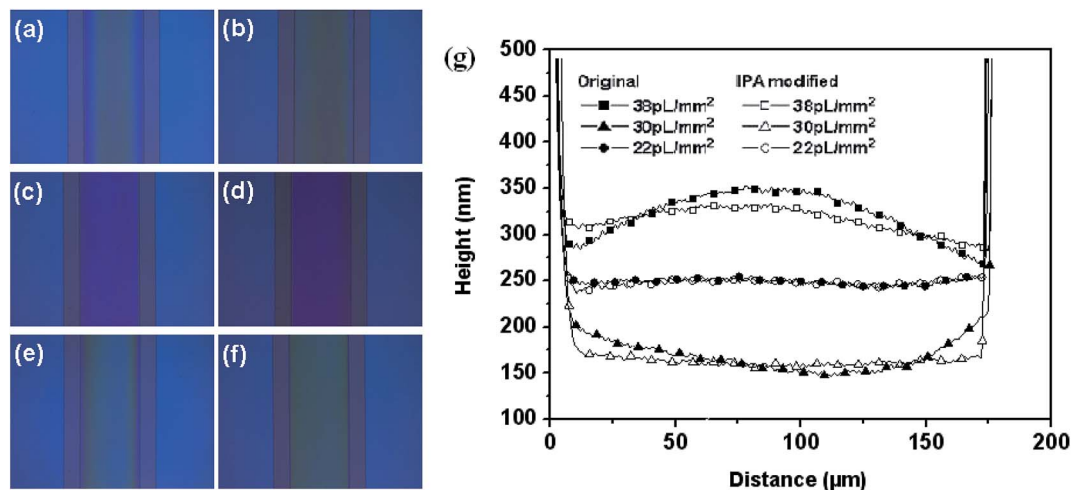 (a)
(b)
(c)
(d)
(e)
(f)
(g)
Original IPA modified
38pL/mm² 38pL/mm²
30pL/mm² 30pL/mm²
22pL/mm² 22pL/mm²
Height (nm)
500
450
400
350
300
250
200
150
100
0 50 100 150 200
Distance (µm)